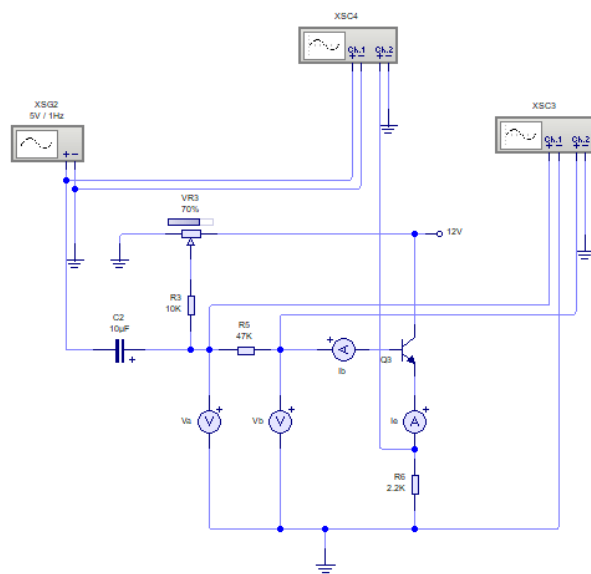 XSC4
Ch.1 Ch.2
+ − + −
XSG2
5V / 1Hz
+ −
XSC3
Ch.1 Ch.2
+ − + −
VR3
70%
12V
R3
10K
C2
10µF
+
R5
47K
+
A
Ib
Q3
Va
V
+
Vb
V
+
Ie
A
+
R6
2.2K